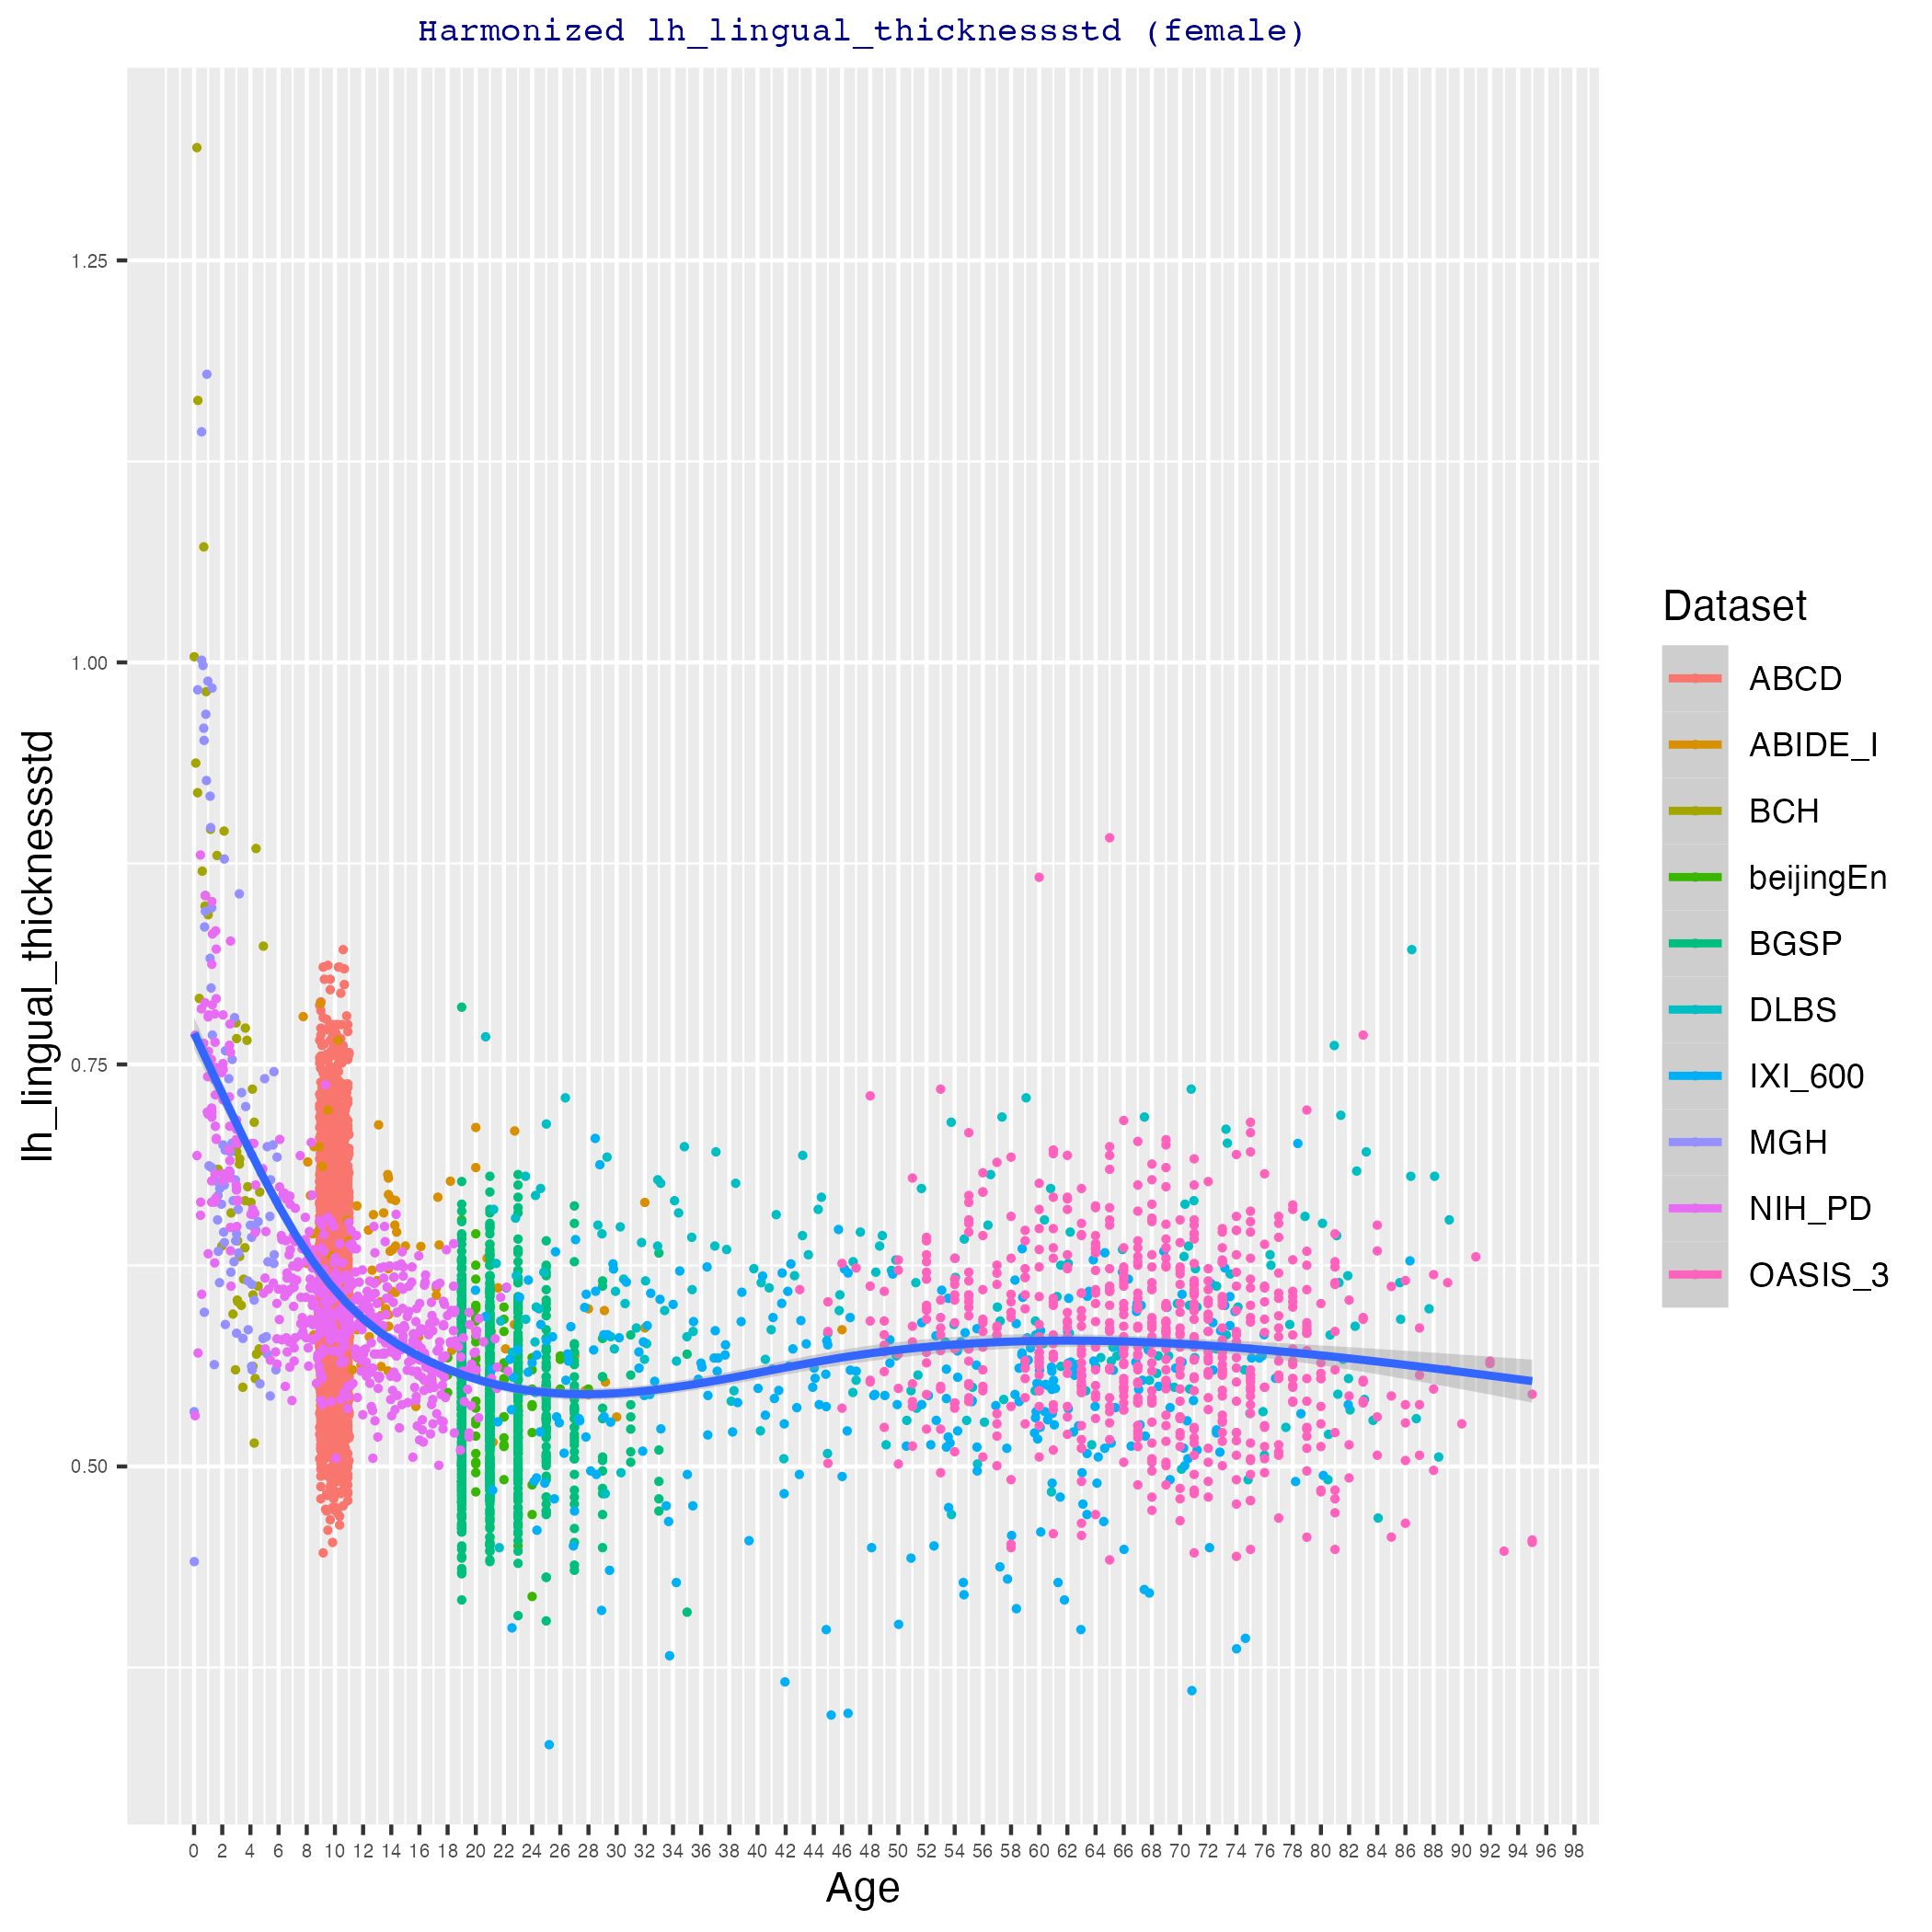 Harmonized lh_lingual_thicknessstd (female)
lh_lingual_thicknessstd
1.25
1.00
0.75
0.50
0 2 4 6 8 10 12 14 16 18 20 22 24 26 28 30 32 34 36 38 40 42 44 46 48 50 52 54 56 58 60 62 64 66 68 70 72 74 76 78 80 82 84 86 88 90 92 94 96 98
Age
Dataset
ABCD
ABIDE_I
BCH
beijingEn
BGSP
DLBS
IXI_600
MGH
NIH_PD
OASIS_3